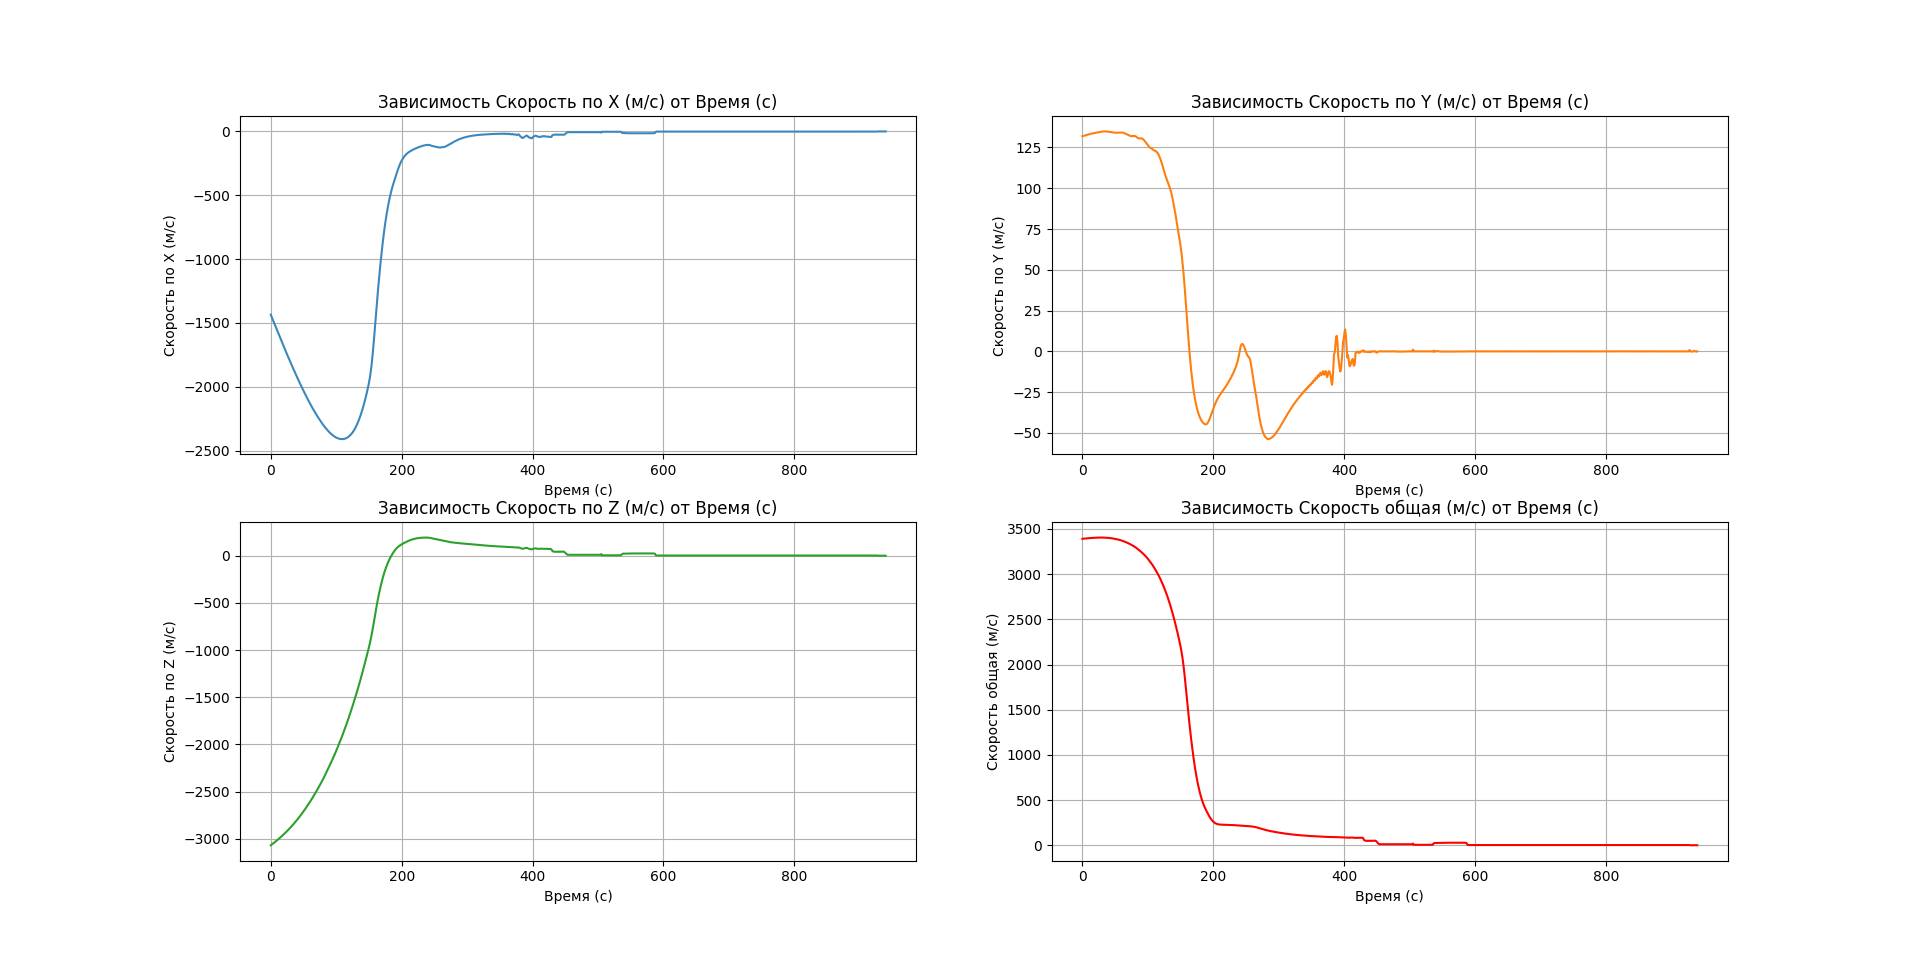 Зависимость Скорость по X (м/с) от Время (с)
Скорость по X (м/с)
0
−500
−1000
−1500
−2000
−2500
0 200 400 600 800
Время (с)
Зависимость Скорость по Y (м/с) от Время (с)
Скорость по Y (м/с)
125
100
75
50
25
0
−25
−50
0 200 400 600 800
Время (с)
Зависимость Скорость по Z (м/с) от Время (с)
Скорость по Z (м/с)
0
−500
−1000
−1500
−2000
−2500
−3000
0 200 400 600 800
Время (с)
Зависимость Скорость общая (м/с) от Время (с)
Скорость общая (м/с)
3500
3000
2500
2000
1500
1000
500
0
0 200 400 600 800
Время (с)